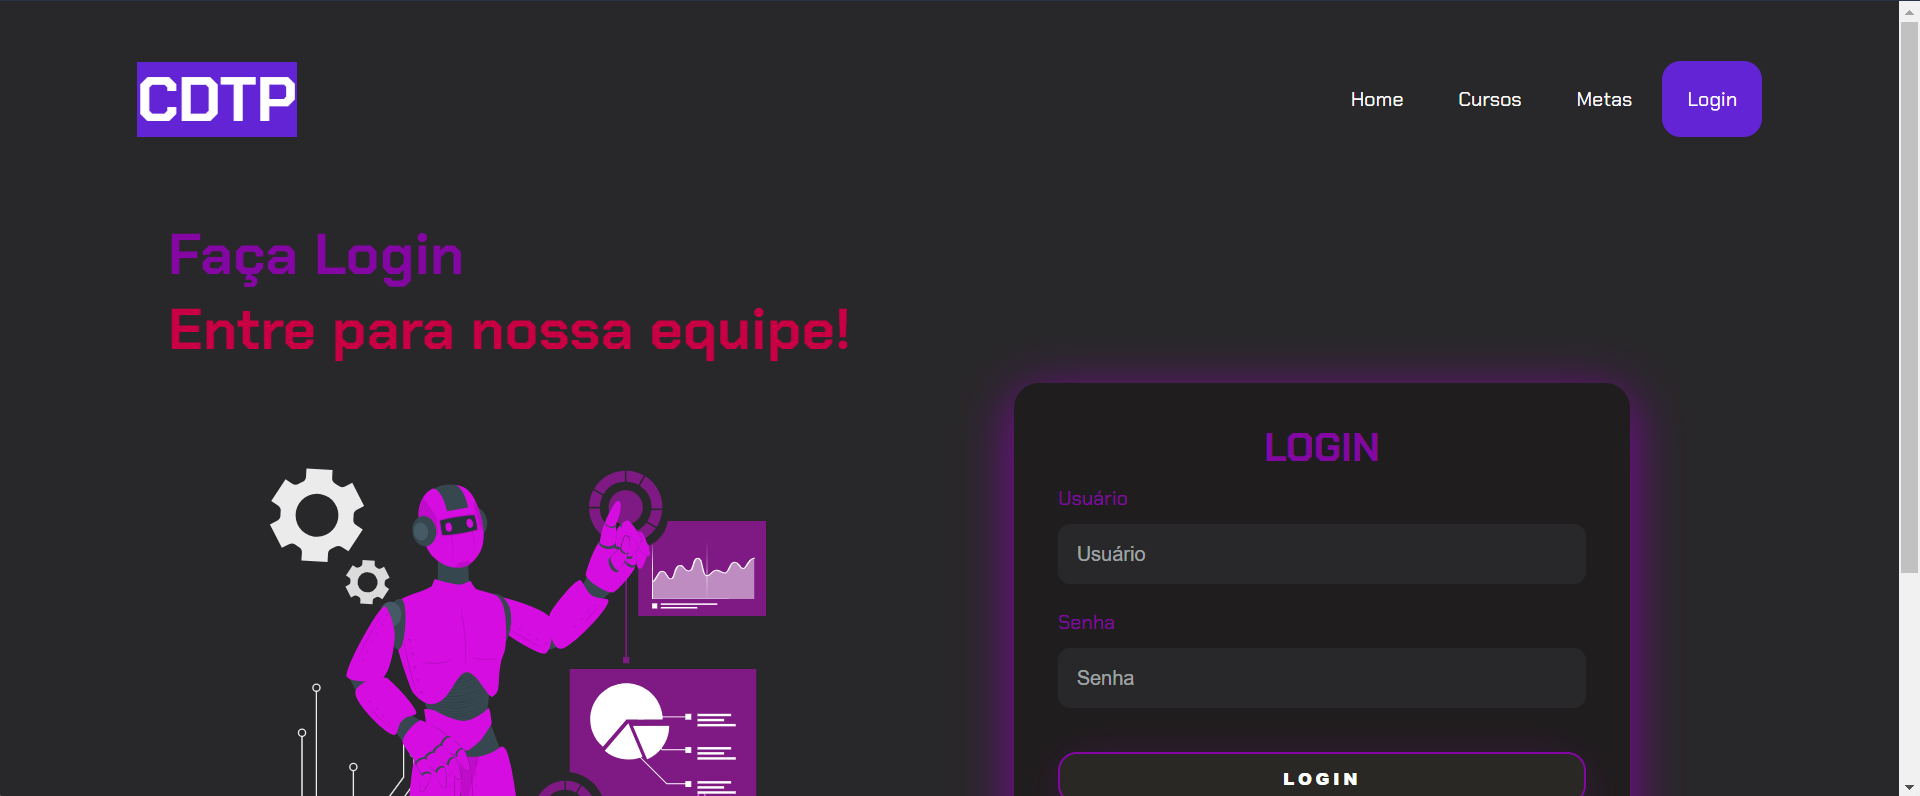 CDTP
Home
Cursos
Metas
Login
Faça Login
Entre para nossa equipe!
LOGIN
Usuário
Usuário
Senha
Senha
LOGIN